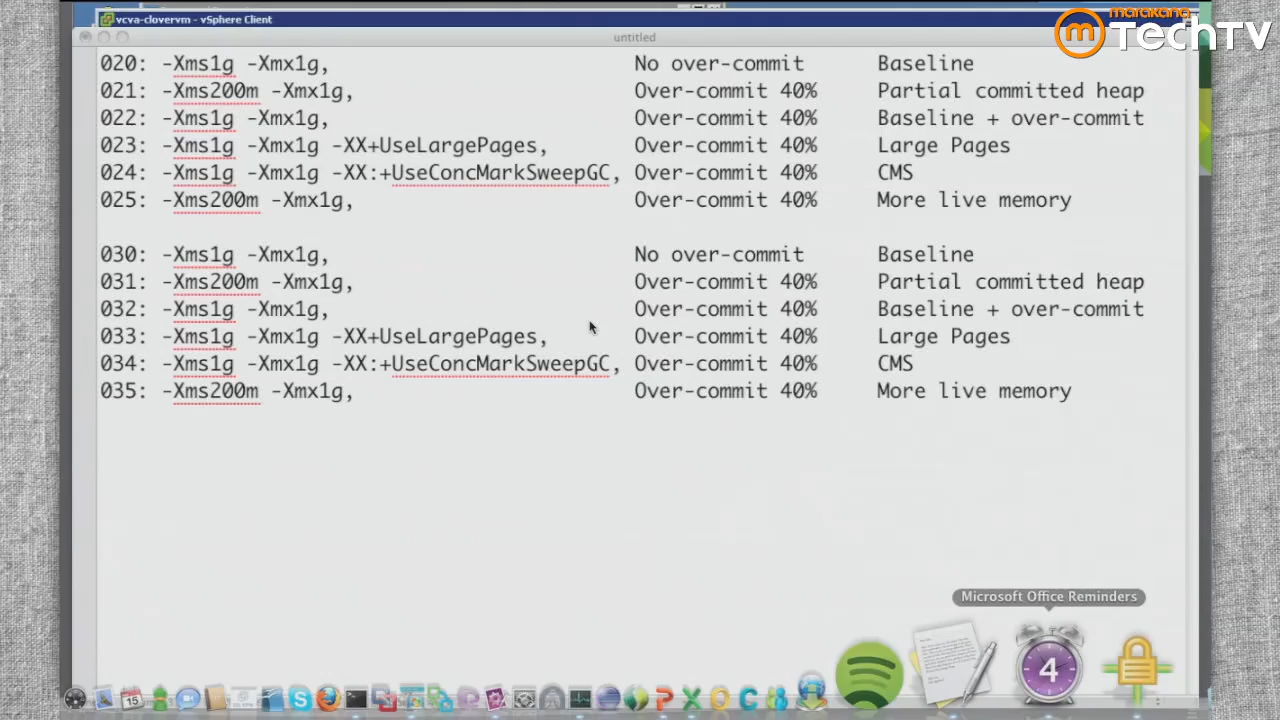 vcva-clovervm - vSphere Client
marakana
TechTV
untitled
020: -Xms1g -Xmx1g, No over-commit Baseline
021: -Xms200m -Xmx1g, Over-commit 40% Partial committed heap
022: -Xms1g -Xmx1g, Over-commit 40% Baseline + over-commit
023: -Xms1g -Xmx1g -XX+UseLargePages, Over-commit 40% Large Pages
024: -Xms1g -Xmx1g -XX:+UseConcMarkSweepGC, Over-commit 40% CMS
025: -Xms200m -Xmx1g, Over-commit 40% More live memory
030: -Xms1g -Xmx1g, No over-commit Baseline
031: -Xms200m -Xmx1g, Over-commit 40% Partial committed heap
032: -Xms1g -Xmx1g, Over-commit 40% Baseline + over-commit
033: -Xms1g -Xmx1g -XX+UseLargePages, Over-commit 40% Large Pages
034: -Xms1g -Xmx1g -XX:+UseConcMarkSweepGC, Over-commit 40% CMS
035: -Xms200m -Xmx1g, Over-commit 40% More live memory
Microsoft Office Reminders
4
15